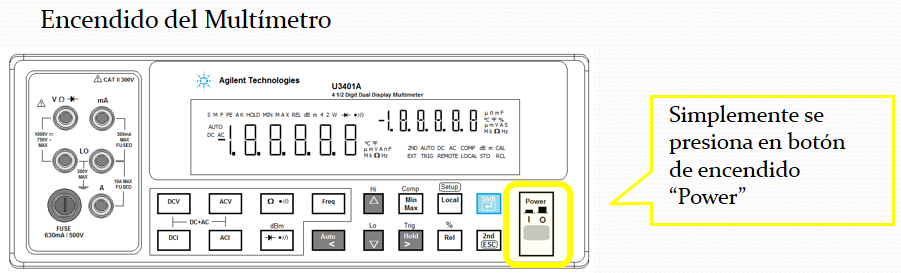 Encendido del Multímetro
CAT II 300V
V Ω
mA
1000V
750V ~
MAX
500mA
MAX
FUSED
LO
300V
MAX
10A MAX
FUSED
A
FUSE
630mA / 500V
Agilent Technologies
U3401A
4 1/2 Digit Dual Display Multimeter
S M F PE A K HOLD MIN M A X REL dB m 4 2 W
AUTO
DC AC
-1.8.8.8.8.8
°C °F
µ m V A n F
M k Ω Hz
-1.8.8.8.8.8
µ n m F
°C °F %
µ m V A S
M k Ω Hz
2ND AUTO DC AC COMP dB m CAL
EXT TRIG REMOTE LOCAL STO RCL
DCV
ACV
Ω
Freq
DC+AC
DCI
ACI
dBm
Auto
<
Hi
Comp
Min
Max
Setup
Local
Shift
Lo
Trg
Hold
>
%
Rel
2nd
ESC
Power
I O
Simplemente se
presiona en botón
de encendido
“Power”